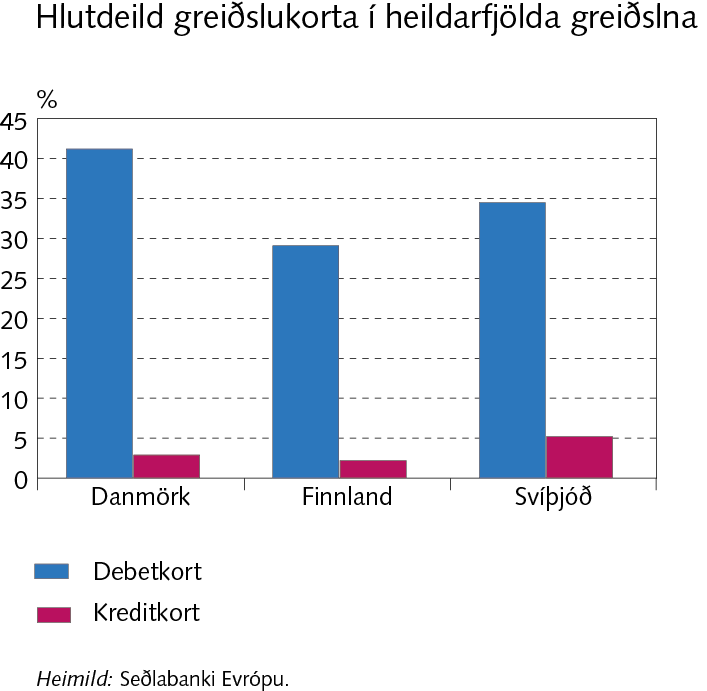 Hlutdeild greiðslukorta í heildarfjölda greiðslna
%
45
40
35
30
25
20
15
10
5
0
Danmörk Finnland Svíþjóð
Debetkort
Kreditkort
Heimild: Seðlabanki Evrópu.